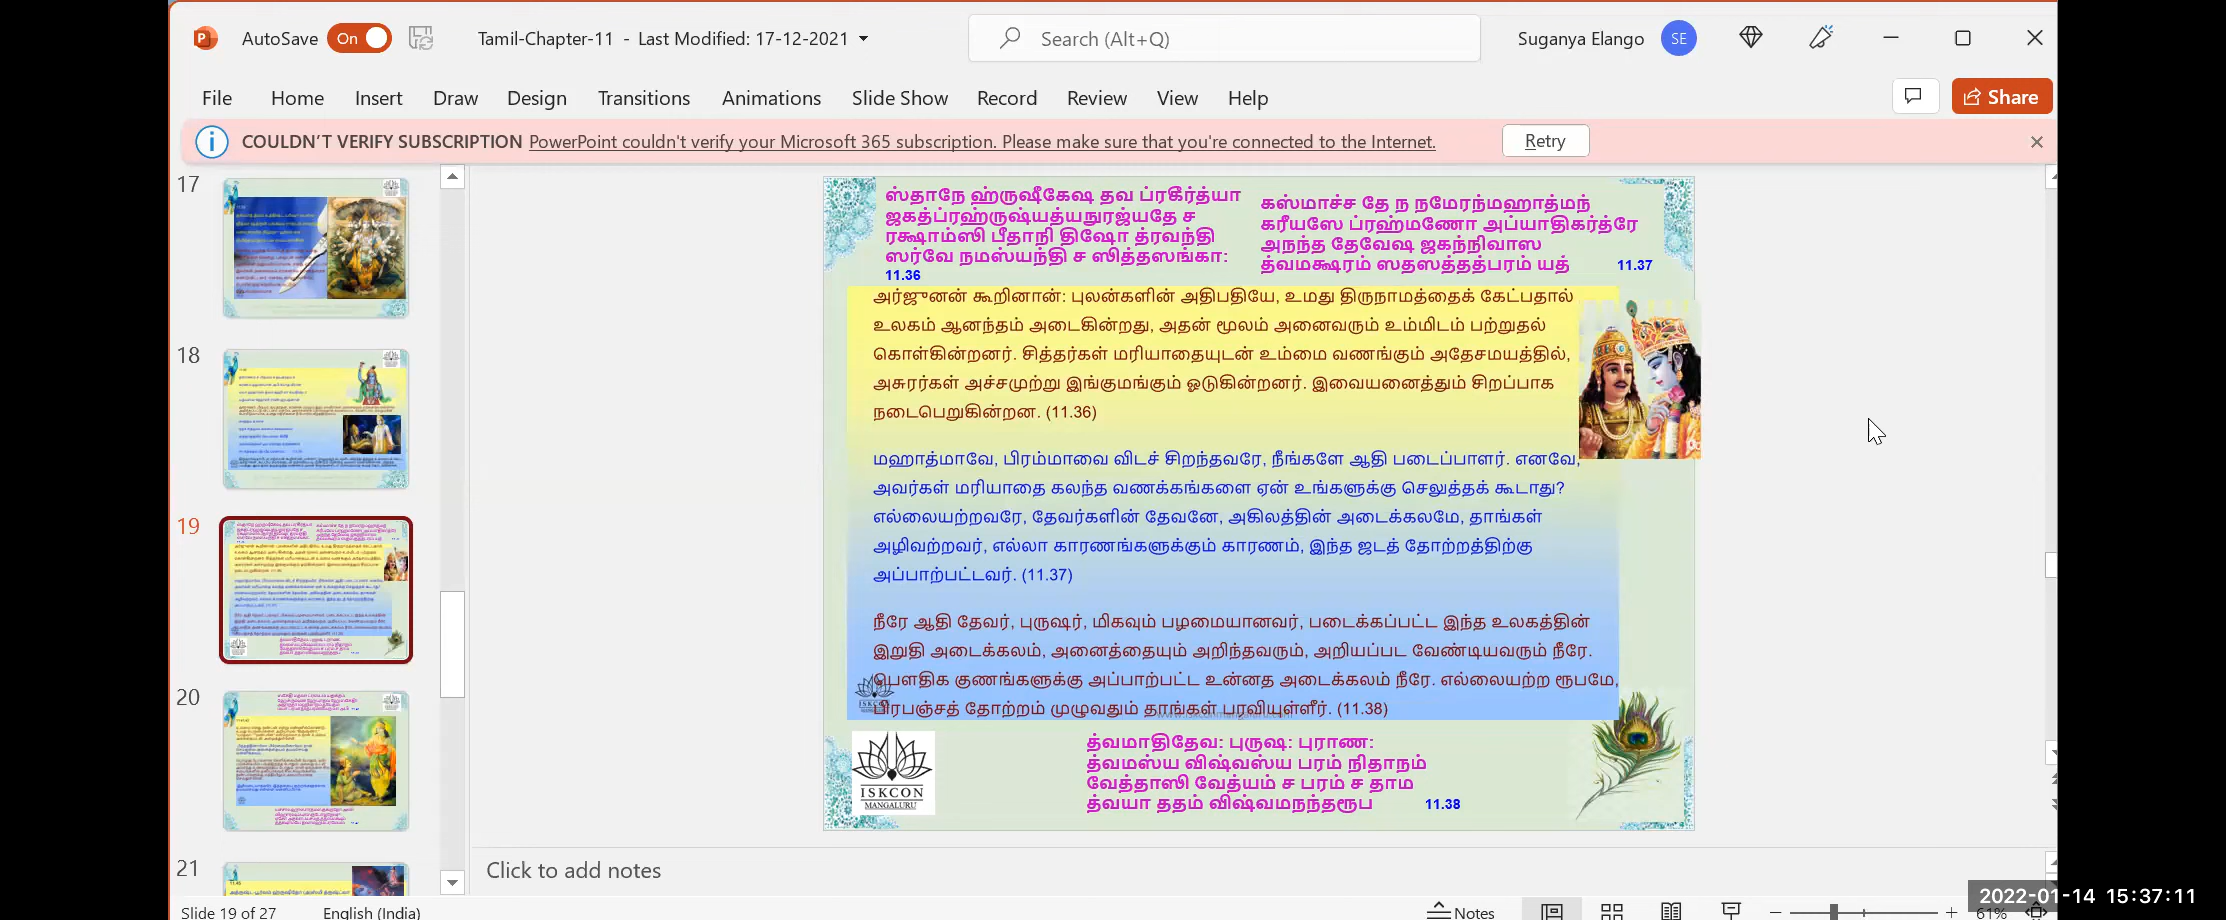 AutoSave On Tamil-Chapter-11 - Last Modified: 17-12-2021 Search (Alt+Q) Suganya Elango SE
File Home Insert Draw Design Transitions Animations Slide Show Record Review View Help Share
COULDN'T VERIFY SUBSCRIPTION PowerPoint couldn't verify your Microsoft 365 subscription. Please make sure that you're connected to the Internet. Retry
17
18
19
20
21
ஸ்தானே ஹ்ருஷீகேஷ தவ ப்ரகீர்த்யா
ஜகத்ப்ரஹ்ருஷ்யத்யநுரஜ்யதே ச
ரக்ஷாம்ஸி பீதாநி திஷோ த்ரவந்தி
ஸர்வே நமஸ்யந்தி ச ஸித்தஸங்கா:
11.36
கஸ்மாச்ச தே ந நமேரந்மஹாத்மந்
கரீயஸே ப்ரஹ்மணோ அப்யாதிகர்த்ரே
அநந்த தேவேஷ ஜகந்நிவாஸ
த்வமக்ஷரம் ஸதஸத்தத்பரம் யத் 11.37
அர்ஜுனன் கூறினான்: புலன்களின் அதிபதியே, உமது திருநாமத்தைக் கேட்பதால்
உலகம் ஆனந்தம் அடைகின்றது, அதன் மூலம் அனைவரும் உம்மிடம் பற்றுதல்
கொள்கின்றனர். சித்தர்கள் மரியாதையுடன் உம்மை வணங்கும் அதேசமயத்தில்,
அசுரர்கள் அச்சமுற்று இங்குமங்கும் ஓடுகின்றனர். இவையனைத்தும் சிறப்பாக
நடைபெறுகின்றன. (11.36)
மஹாத்மாவே, பிரம்மாவை விடச் சிறந்தவரே, நீங்களே ஆதி படைப்பாளர். எனவே,
அவர்கள் மரியாதை கலந்த வணக்கங்களை ஏன் உங்களுக்கு செலுத்தக் கூடாது?
எல்லையற்றவரே, தேவர்களின் தேவனே, அகிலத்தின் அடைக்கலமே, தாங்கள்
அழிவற்றவர், எல்லா காரணங்களுக்கும் காரணம், இந்த ஜடத் தோற்றத்திற்கு
அப்பாற்பட்டவர். (11.37)
நீரே ஆதி தேவர், புருஷர், மிகவும் பழமையானவர், படைக்கப்பட்ட இந்த உலகத்தின்
இறுதி அடைக்கலம், அனைத்தையும் அறிந்தவரும், அறியப்பட வேண்டியவரும் நீரே.
பௌதிக குணங்களுக்கு அப்பாற்பட்ட உன்னத அடைக்கலம் நீரே. எல்லையற்ற ரூபமே,
பிரபஞ்சத் தோற்றம் முழுவதும் தாங்கள் பரவியுள்ளீர். (11.38)
த்வமாதிதேவ: புருஷ: புராண:
த்வமஸ்ய விஷ்வஸ்ய பரம் நிதாநம்
வேத்தாஸி வேத்யம் ச பரம் ச தாம
த்வயா ததம் விஷ்வமநந்தரூப 11.38
ISKCON
MANGALURU
Click to add notes
2022-01-14 15:37:11
Slide 19 of 27 English (India) Notes 61%